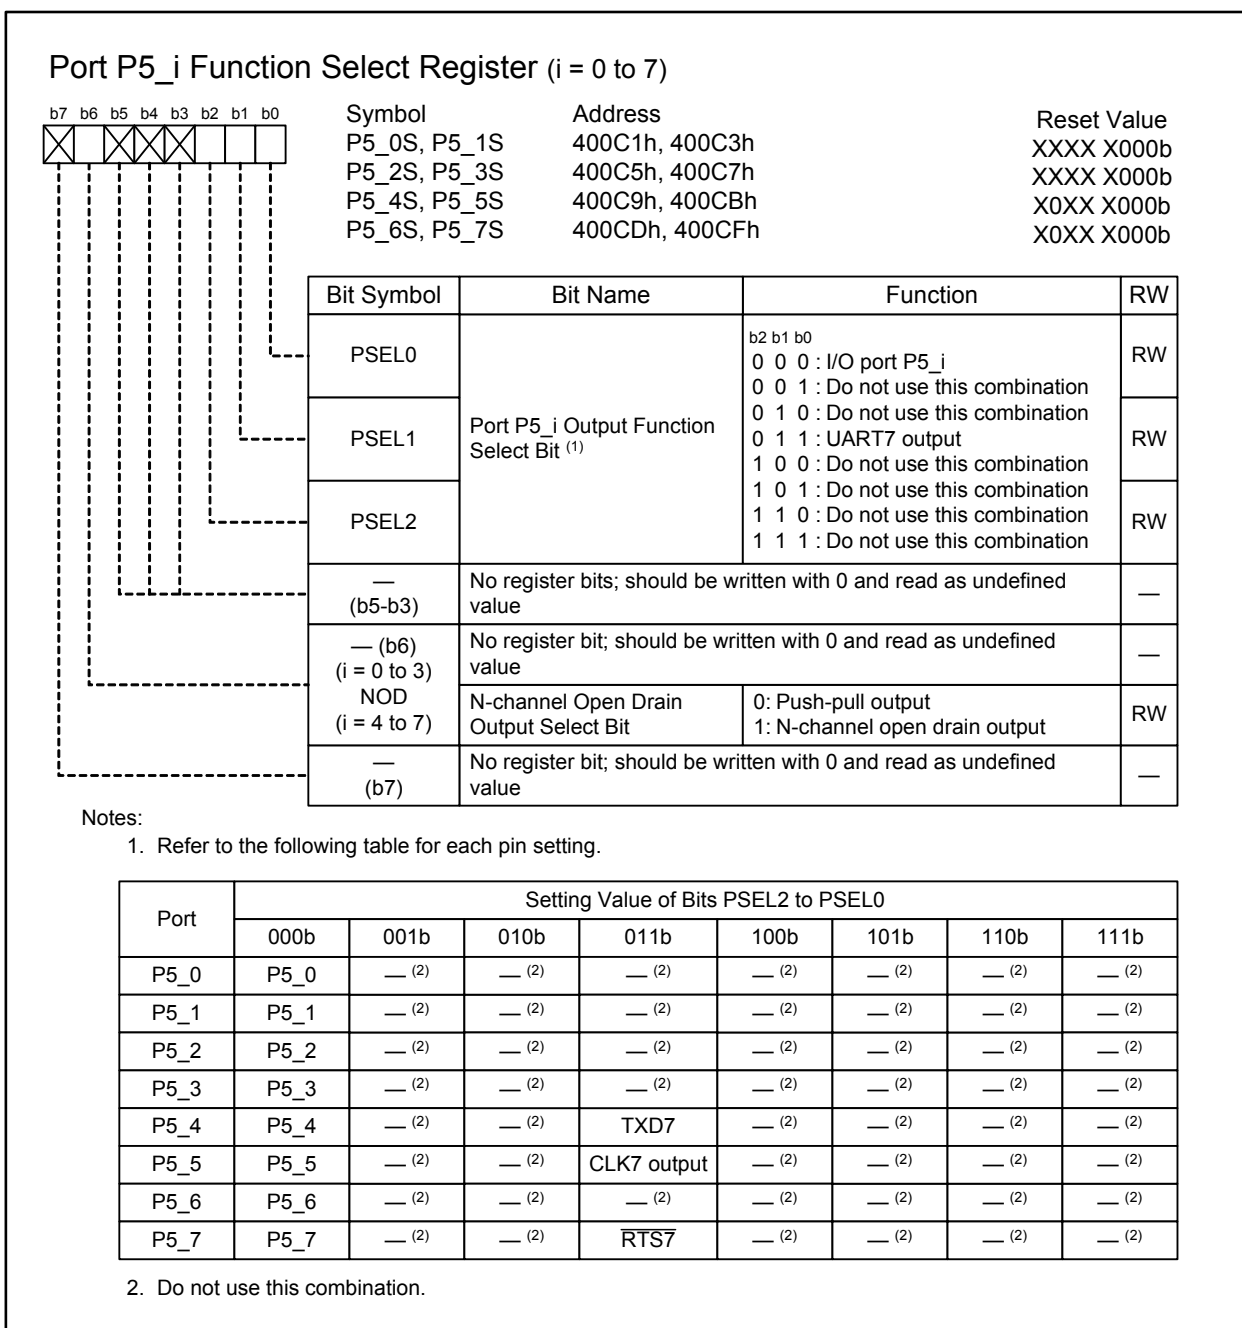 Port P5_i Function Select Register (i = 0 to 7)
b7 b6 b5 b4 b3 b2 b1 b0
Symbol Address Reset Value
P5_0S, P5_1S 400C1h, 400C3h XXXX X000b
P5_2S, P5_3S 400C5h, 400C7h XXXX X000b
P5_4S, P5_5S 400C9h, 400CBh X0XX X000b
P5_6S, P5_7S 400CDh, 400CFh X0XX X000b
Bit Symbol Bit Name Function RW
PSEL0
PSEL1
PSEL2
Port P5_i Output Function
Select Bit (1)
b2 b1 b0
0 0 0 : I/O port P5_i
0 0 1 : Do not use this combination
0 1 0 : Do not use this combination
0 1 1 : UART7 output
1 0 0 : Do not use this combination
1 0 1 : Do not use this combination
1 1 0 : Do not use this combination
1 1 1 : Do not use this combination
RW
RW
RW
—
(b5-b3)
No register bits; should be written with 0 and read as undefined
value
—
— (b6)
(i = 0 to 3)
NOD
(i = 4 to 7)
No register bit; should be written with 0 and read as undefined
value
—
N-channel Open Drain
Output Select Bit
0: Push-pull output
1: N-channel open drain output
RW
—
(b7)
No register bit; should be written with 0 and read as undefined
value
—
Notes:
1. Refer to the following table for each pin setting.
Port Setting Value of Bits PSEL2 to PSEL0
000b 001b 010b 011b 100b 101b 110b 111b
P5_0 P5_0 — (2) — (2) — (2) — (2) — (2) — (2) — (2)
P5_1 P5_1 — (2) — (2) — (2) — (2) — (2) — (2) — (2)
P5_2 P5_2 — (2) — (2) — (2) — (2) — (2) — (2) — (2)
P5_3 P5_3 — (2) — (2) — (2) — (2) — (2) — (2) — (2)
P5_4 P5_4 — (2) — (2) TXD7 — (2) — (2) — (2) — (2)
P5_5 P5_5 — (2) — (2) CLK7 output — (2) — (2) — (2) — (2)
P5_6 P5_6 — (2) — (2) — (2) — (2) — (2) — (2) — (2)
P5_7 P5_7 — (2) — (2) R̅T̅S̅7̅ — (2) — (2) — (2) — (2)
2. Do not use this combination.